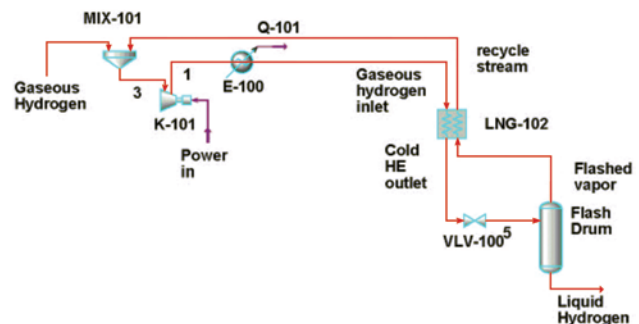 MIX-101
Q-101
recycle
stream
Gaseous
Hydrogen
3
1
K-101
E-100
Gaseous
hydrogen
inlet
LNG-102
Power
in
Cold
HE
outlet
Flashed
vapor
VLV-100
5
Flash
Drum
Liquid
Hydrogen